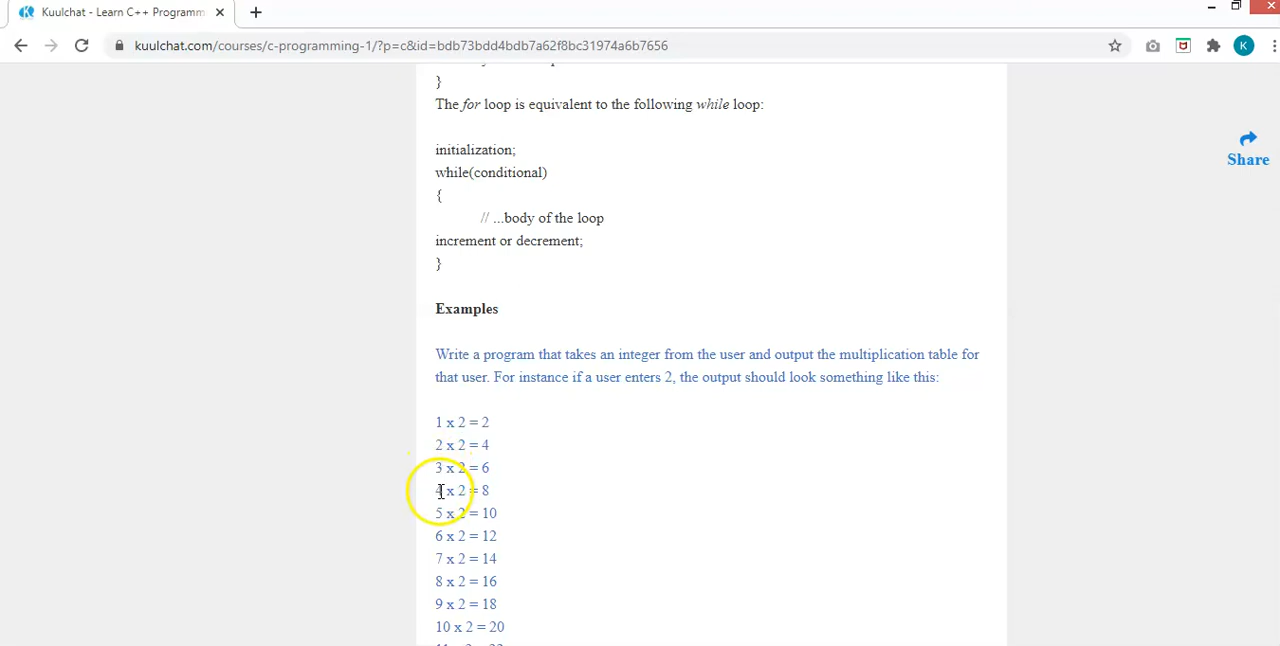 Kuulchat - Learn C++ Programm
kuulchat.com/courses/c-programming-1/?p=c&id=bdb73bdd4bdb7a62f8bc31974a6b7656
K
}
The for loop is equivalent to the following while loop:
Share
initialization;
while(conditional)
{
// ...body of the loop
increment or decrement;
}
Examples
Write a program that takes an integer from the user and output the multiplication table for
that user. For instance if a user enters 2, the output should look something like this:
1 x 2 = 2
2 x 2 = 4
3 x 2 = 6
4 x 2 = 8
5 x 2 = 10
6 x 2 = 12
7 x 2 = 14
8 x 2 = 16
9 x 2 = 18
10 x 2 = 20